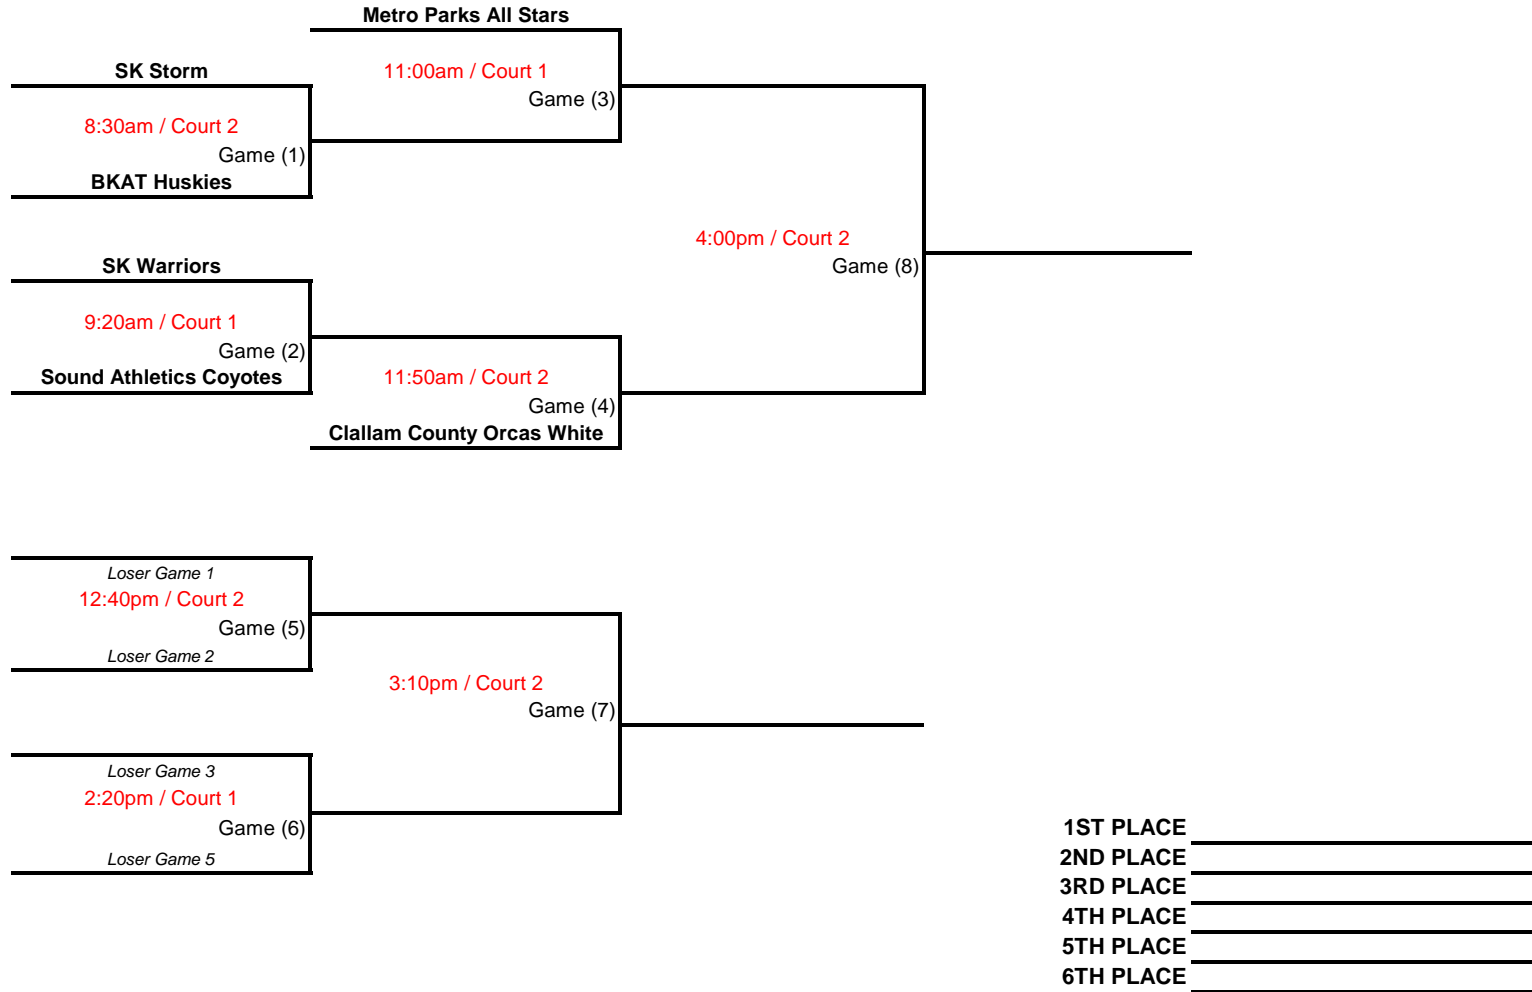 Metro Parks All Stars
SK Storm
11:00am / Court 1
Game (3)
8:30am / Court 2
Game (1)
BKAT Huskies
4:00pm / Court 2
Game (8)
SK Warriors
9:20am / Court 1
Game (2)
Sound Athletics Coyotes
11:50am / Court 2
Game (4)
Clallam County Orcas White
Loser Game 1
12:40pm / Court 2
Game (5)
Loser Game 2
3:10pm / Court 2
Game (7)
Loser Game 3
2:20pm / Court 1
Game (6)
Loser Game 5
1ST PLACE
2ND PLACE
3RD PLACE
4TH PLACE
5TH PLACE
6TH PLACE